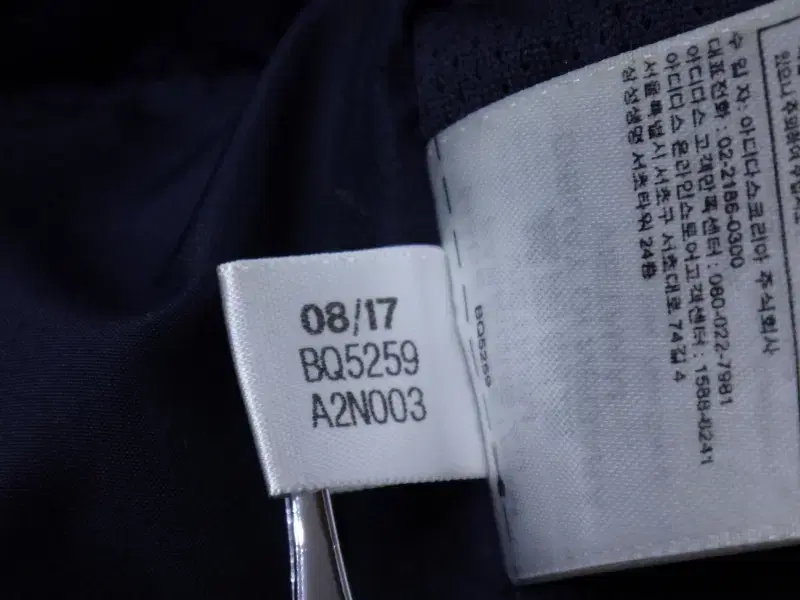 08/17
BQ5259
A2N003
BQ5259
수 입 자: 아디다스코리아 주식회사
대표전화 : 02-2186-0300
아디다스 고객만족센터 : 080-022-7981
아디다스 온라인스토어고객센터 : 1588-8241
서울특별시 서초구 서초대로 74길 4
삼성생명 서초타워 24층